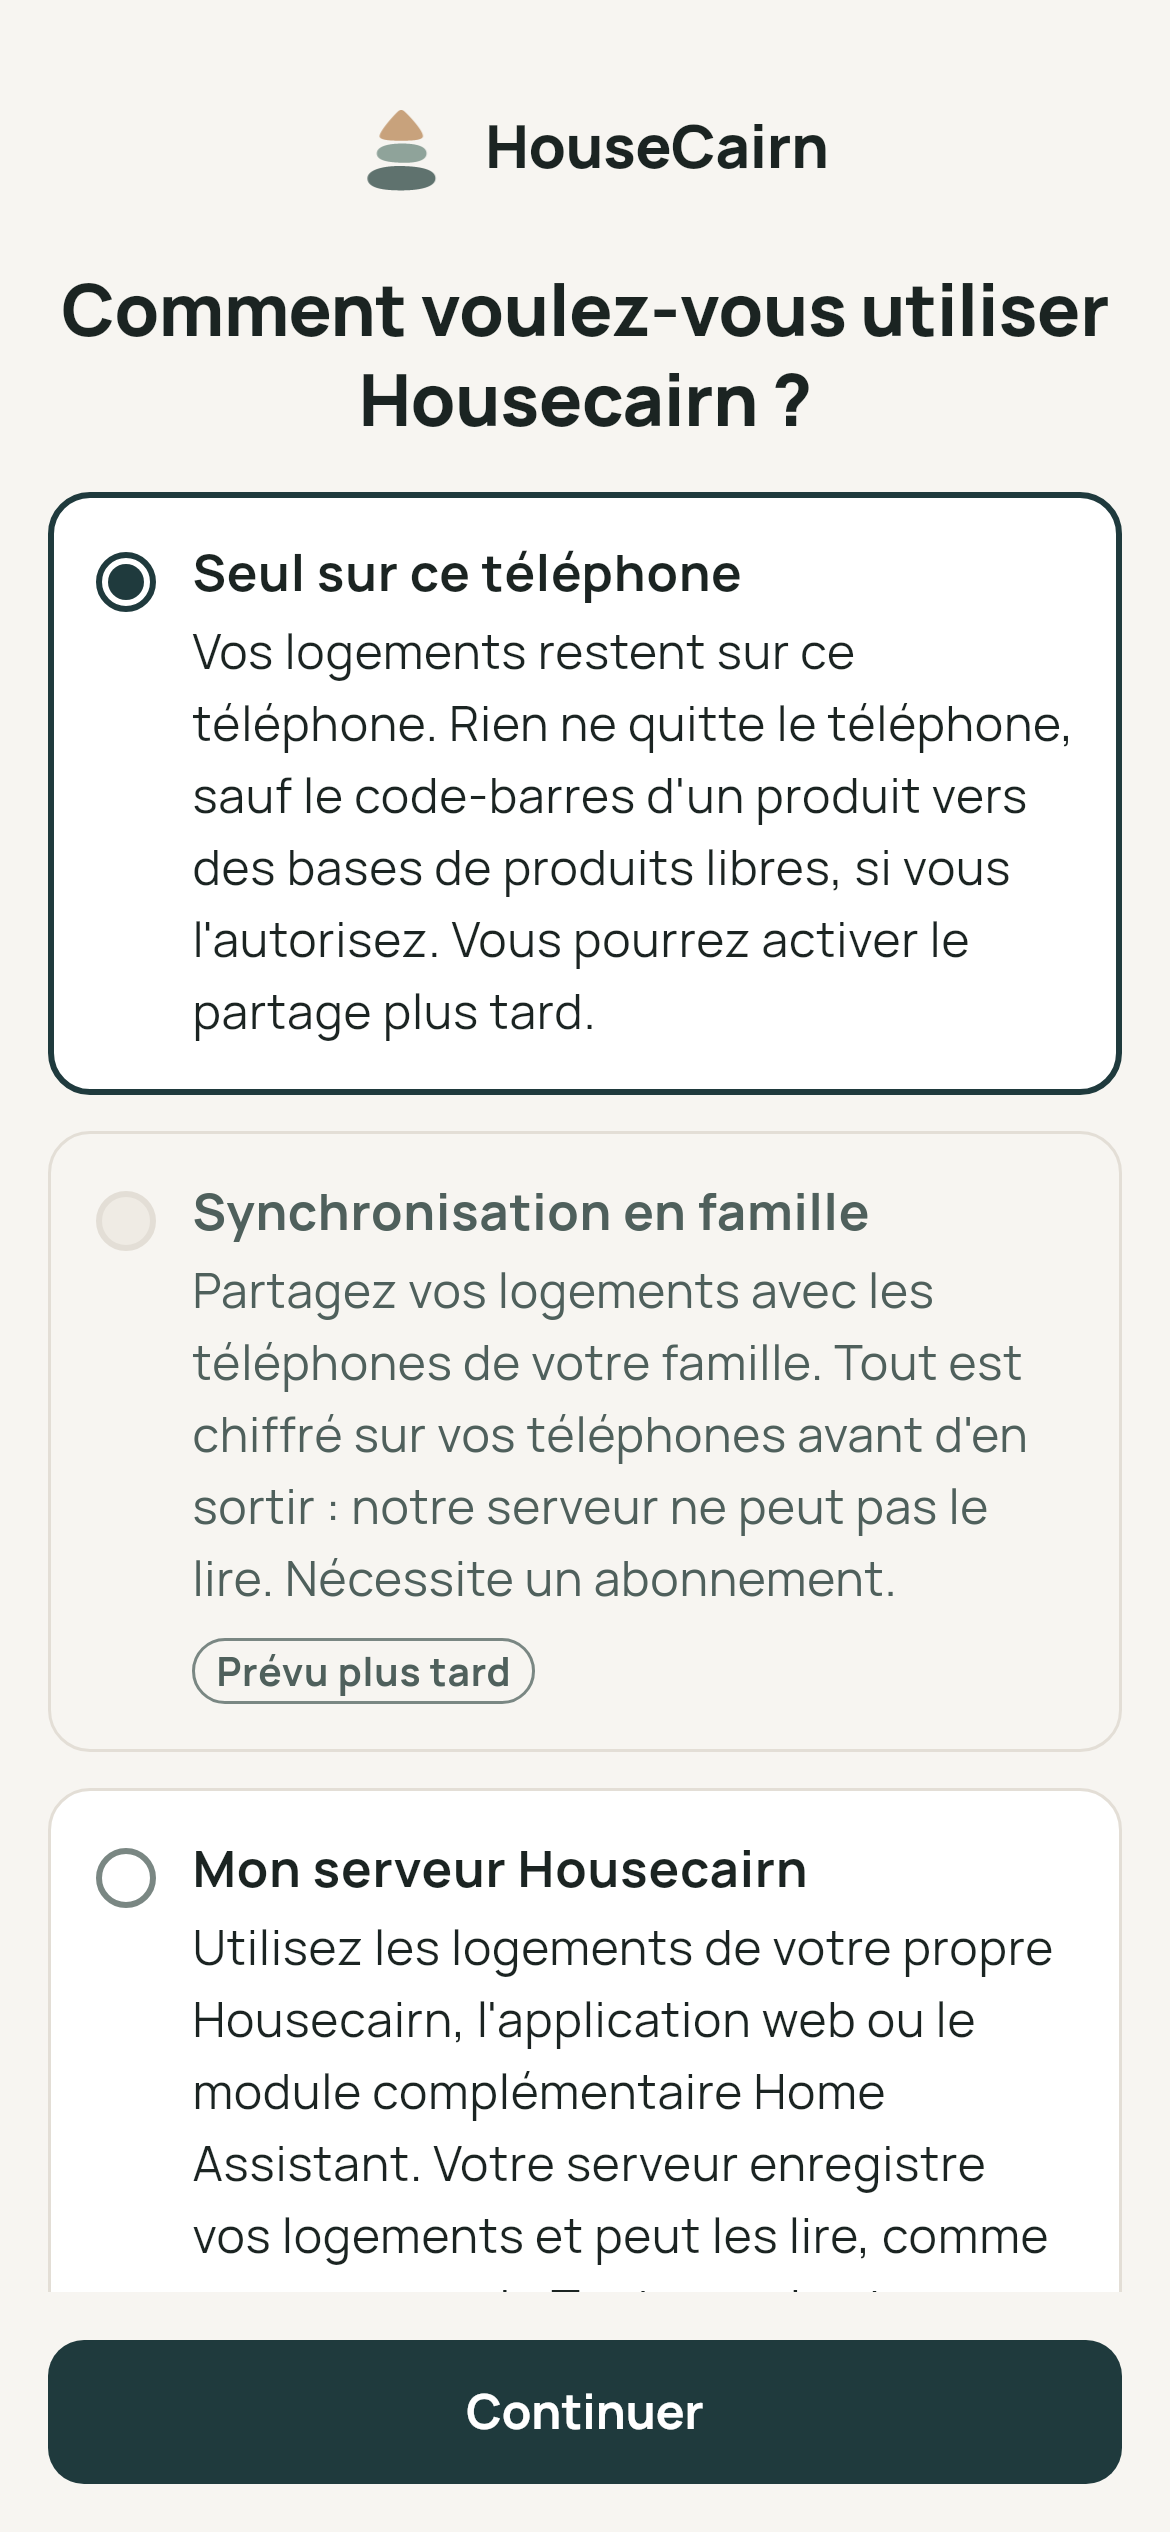 HouseCairn
Comment voulez-vous utiliser
Housecairn ?
Seul sur ce téléphone
Vos logements restent sur ce
téléphone. Rien ne quitte le téléphone,
sauf le code-barres d'un produit vers
des bases de produits libres, si vous
l'autorisez. Vous pourrez activer le
partage plus tard.
Synchronisation en famille
Partagez vos logements avec les
téléphones de votre famille. Tout est
chiffré sur vos téléphones avant d'en
sortir : notre serveur ne peut pas le
lire. Nécessite un abonnement.
Prévu plus tard
Mon serveur Housecairn
Utilisez les logements de votre propre
Housecairn, l'application web ou le
module complémentaire Home
Assistant. Votre serveur enregistre
vos logements et peut les lire, comme
Continuer